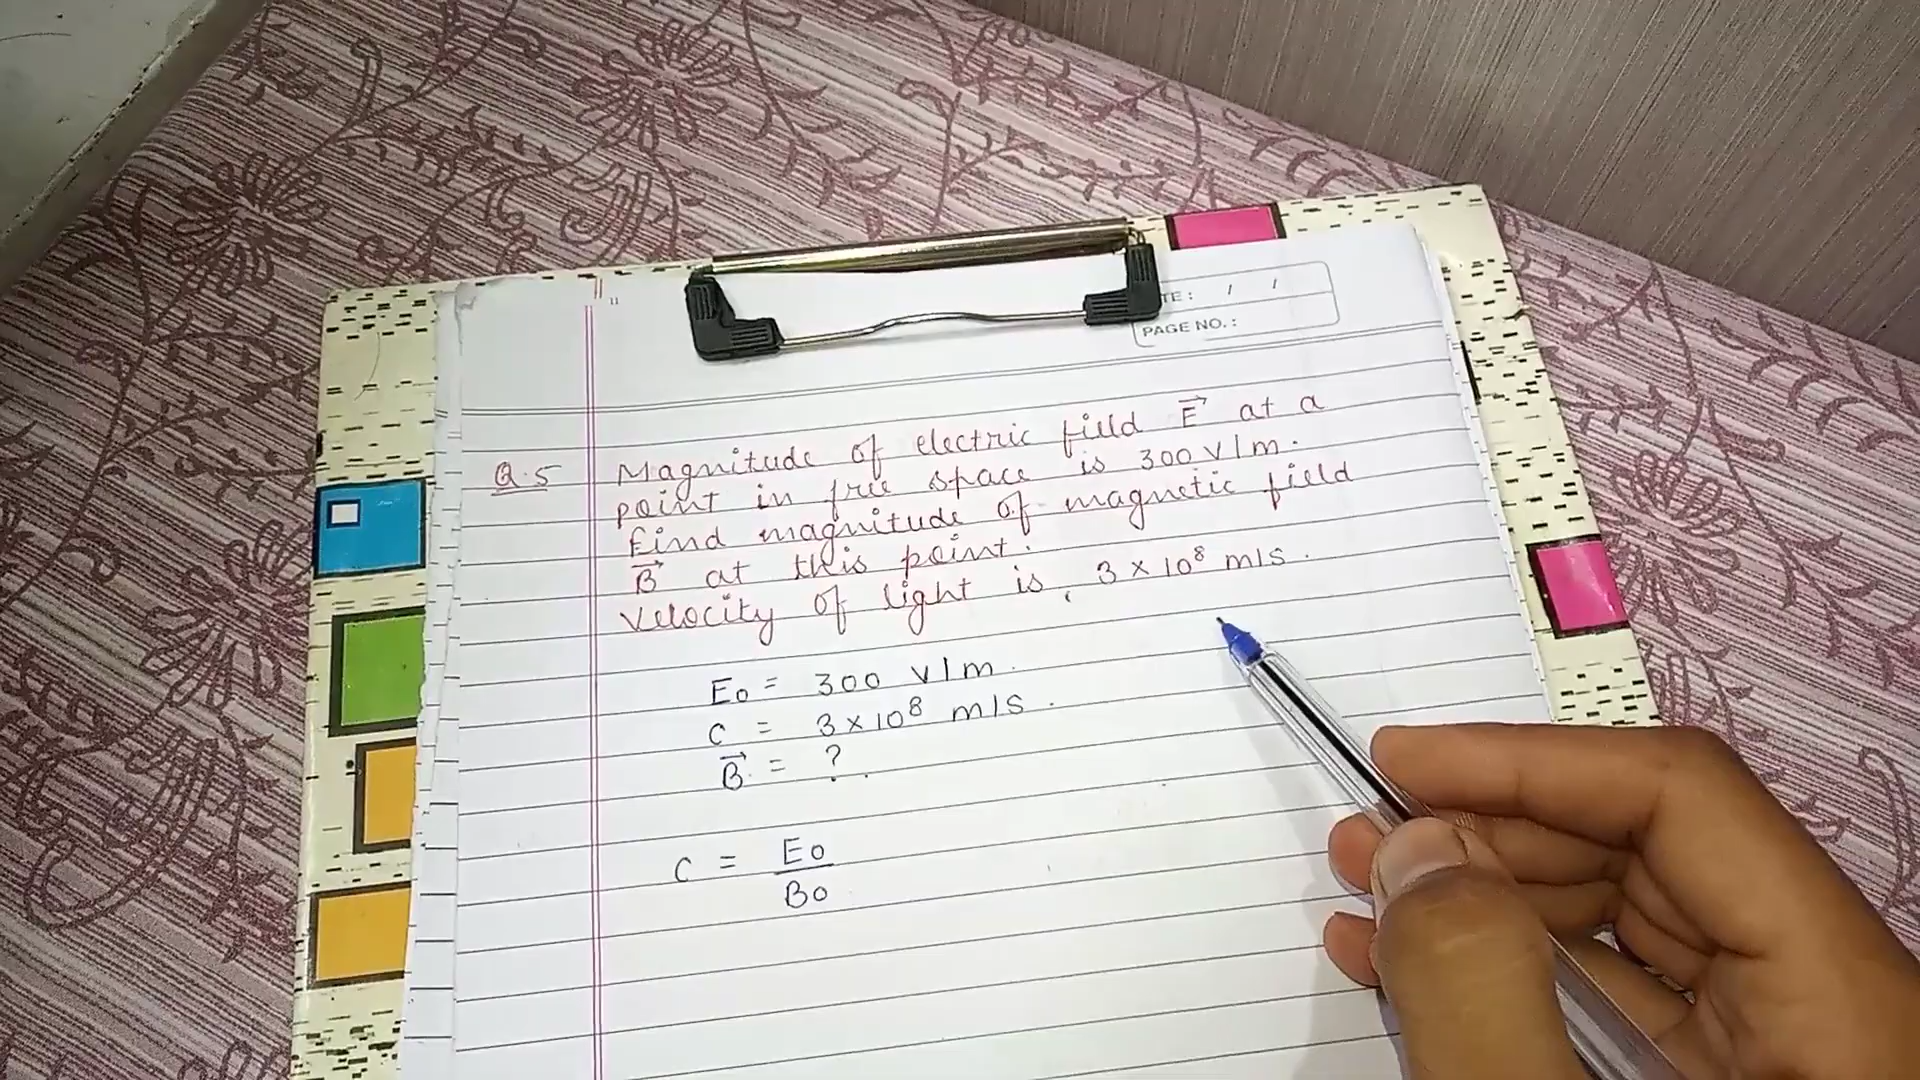 TE: / /
PAGE NO.:
Q.5 Magnitude of electric field E⃗ at a
point in free space is 300 V/m.
Find magnitude of magnetic field
B⃗ at this point.
Velocity of light is 3 × 10⁸ m/s.
E₀ = 300 V/m.
C = 3×10⁸ m/s.
B⃗ = ?
C = E₀/B₀